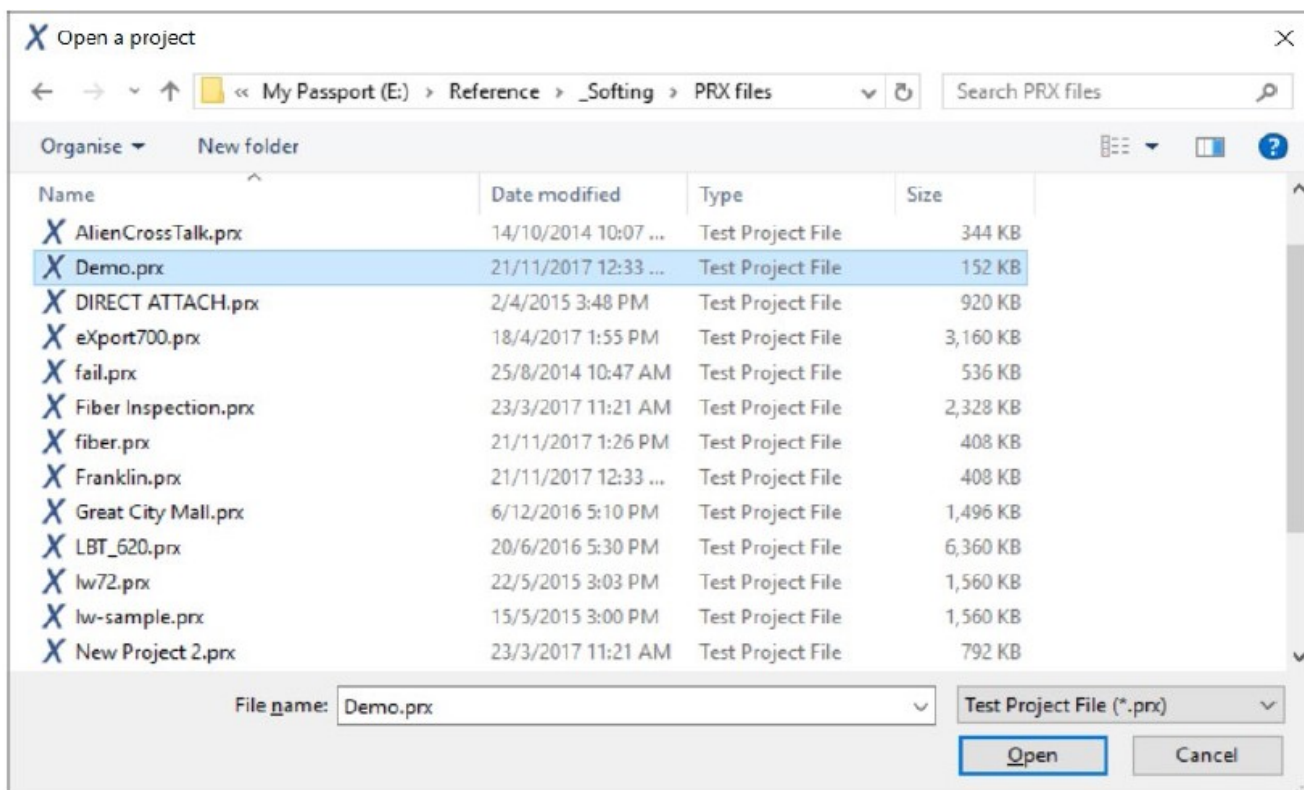 X Open a project
« My Passport (E:) > Reference > _Softing > PRX files Search PRX files
Organise New folder
Name Date modified Type Size
AlienCrossTalk.prx 14/10/2014 10:07 ... Test Project File 344 KB
Demo.prx 21/11/2017 12:33 ... Test Project File 152 KB
DIRECT ATTACH.prx 2/4/2015 3:48 PM Test Project File 920 KB
eXport700.prx 18/4/2017 1:55 PM Test Project File 3,160 KB
fail.prx 25/8/2014 10:47 AM Test Project File 536 KB
Fiber Inspection.prx 23/3/2017 11:21 AM Test Project File 2,328 KB
fiber.prx 21/11/2017 1:26 PM Test Project File 408 KB
Franklin.prx 21/11/2017 12:33 ... Test Project File 408 KB
Great City Mall.prx 6/12/2016 5:10 PM Test Project File 1,496 KB
LBT_620.prx 20/6/2016 5:30 PM Test Project File 6,360 KB
lw72.prx 22/5/2015 3:03 PM Test Project File 1,560 KB
lw-sample.prx 15/5/2015 3:00 PM Test Project File 1,560 KB
New Project 2.prx 23/3/2017 11:21 AM Test Project File 792 KB
File name: Demo.prx Test Project File (*.prx)
Open Cancel